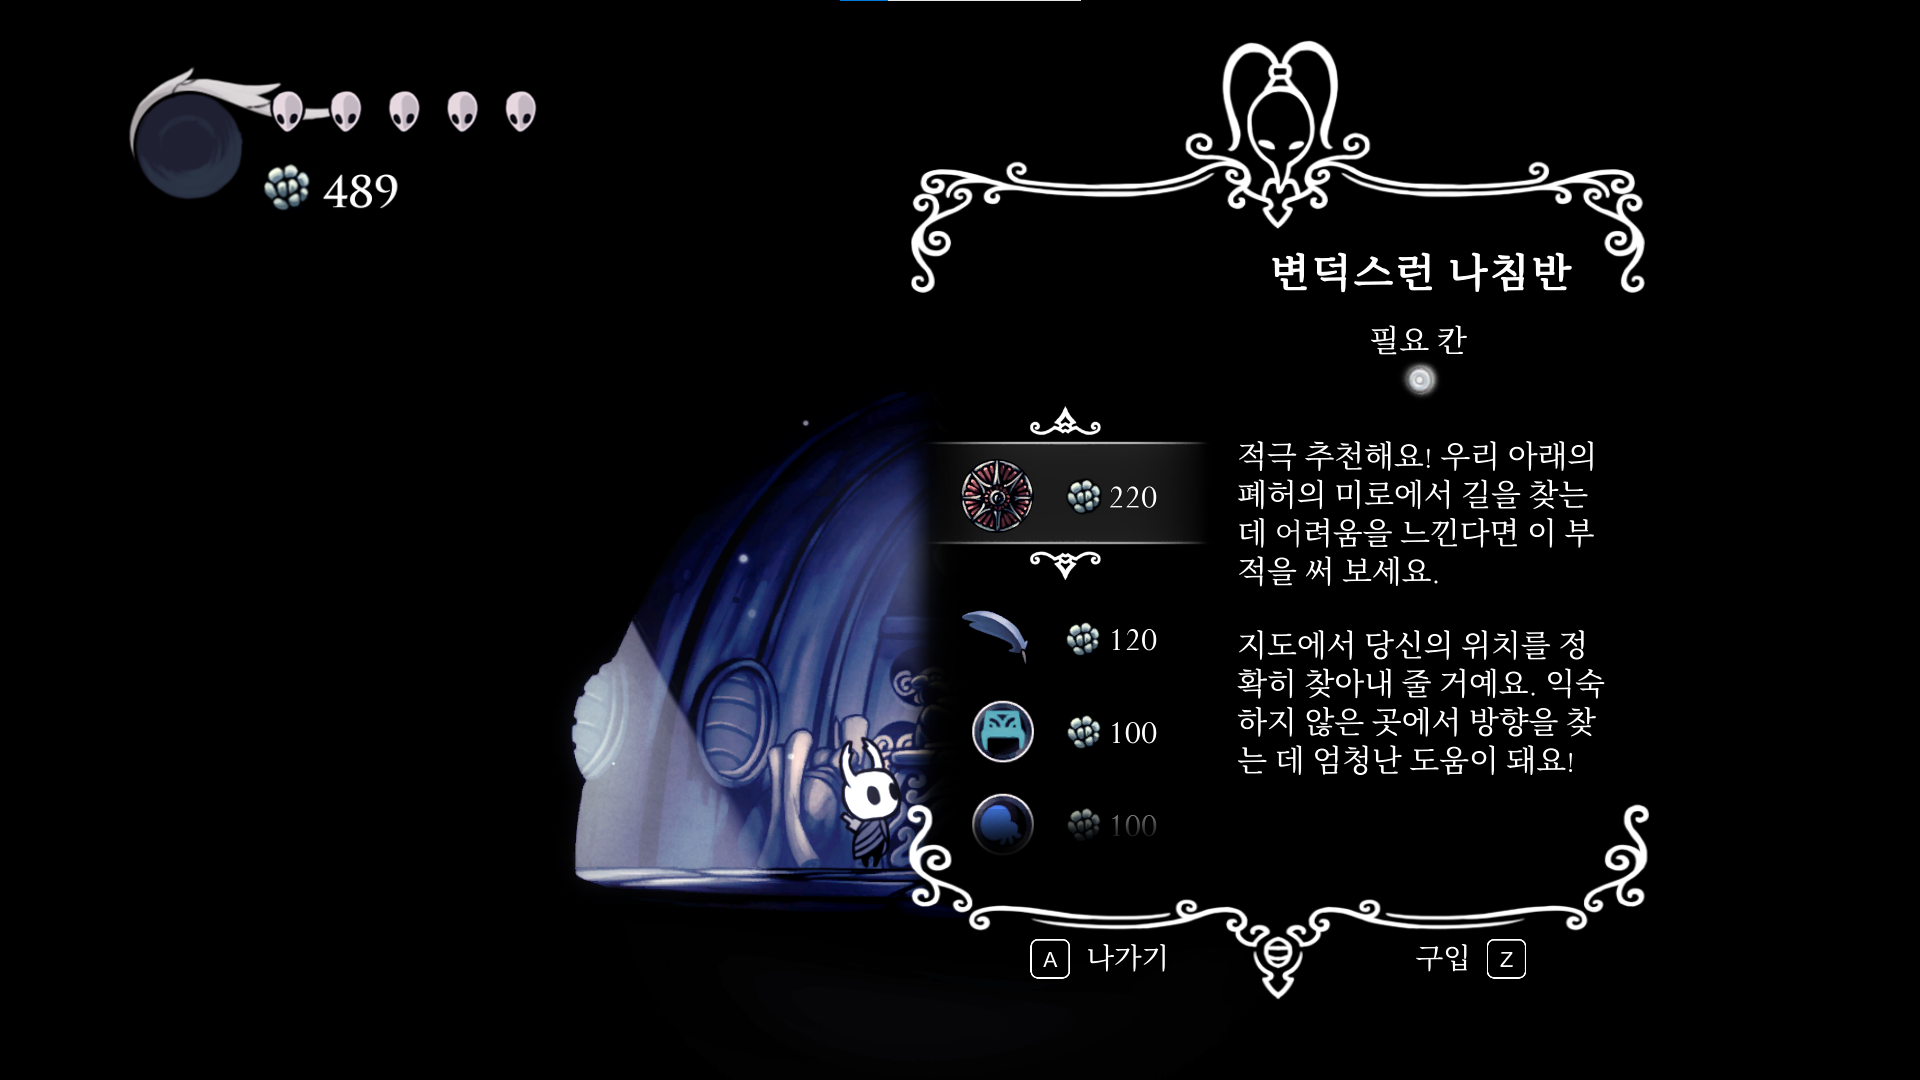 489
변덕스런 나침반
필요 칸
220
120
100
100
적극 추천해요! 우리 아래의
폐허의 미로에서 길을 찾는
데 어려움을 느낀다면 이 부
적을 써 보세요.
지도에서 당신의 위치를 정
확히 찾아내 줄 거예요. 익숙
하지 않은 곳에서 방향을 찾
는 데 엄청난 도움이 돼요!
A 나가기
구입 Z